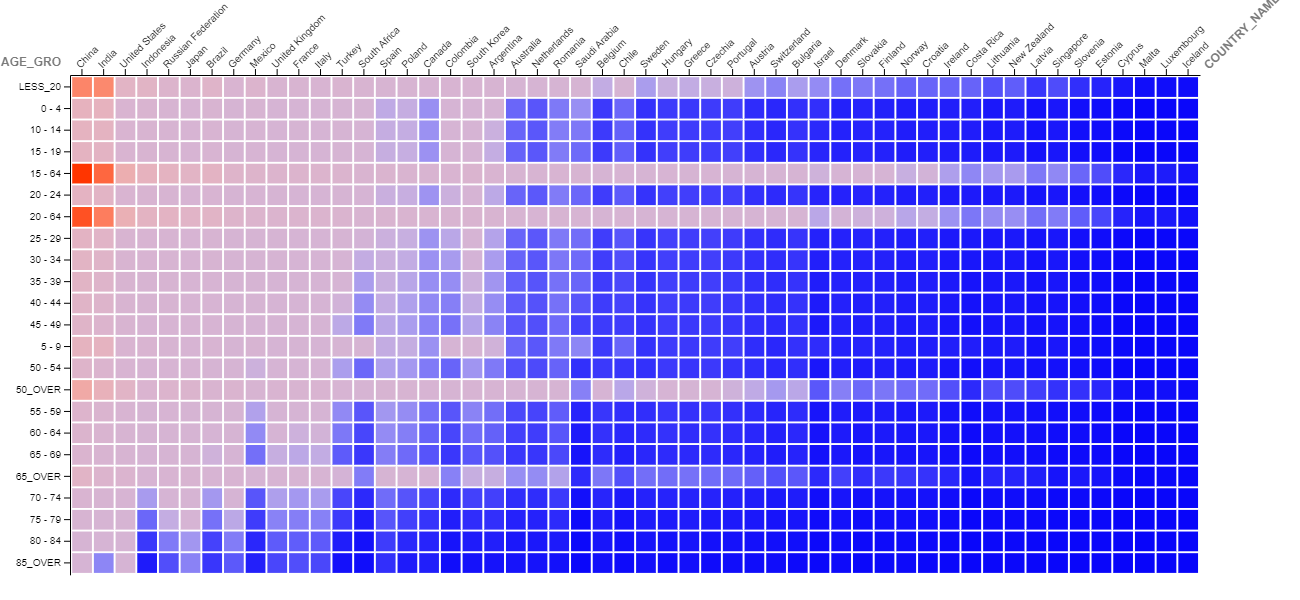 AGE_GRO
China
India
United States
Indonesia
Russian Federation
Japan
Brazil
Germany
Mexico
United Kingdom
France
Italy
Turkey
South Africa
Spain
Poland
Canada
Colombia
South Korea
Argentina
Australia
Netherlands
Romania
Saudi Arabia
Belgium
Chile
Sweden
Hungary
Greece
Czechia
Portugal
Austria
Switzerland
Bulgaria
Israel
Denmark
Slovakia
Finland
Norway
Croatia
Ireland
Costa Rica
Lithuania
New Zealand
Latvia
Singapore
Slovenia
Estonia
Cyprus
Malta
Luxembourg
Iceland
COUNTRY_NAME
LESS_20
0 - 4
10 - 14
15 - 19
15 - 64
20 - 24
20 - 64
25 - 29
30 - 34
35 - 39
40 - 44
45 - 49
5 - 9
50 - 54
50_OVER
55 - 59
60 - 64
65 - 69
65_OVER
70 - 74
75 - 79
80 - 84
85_OVER